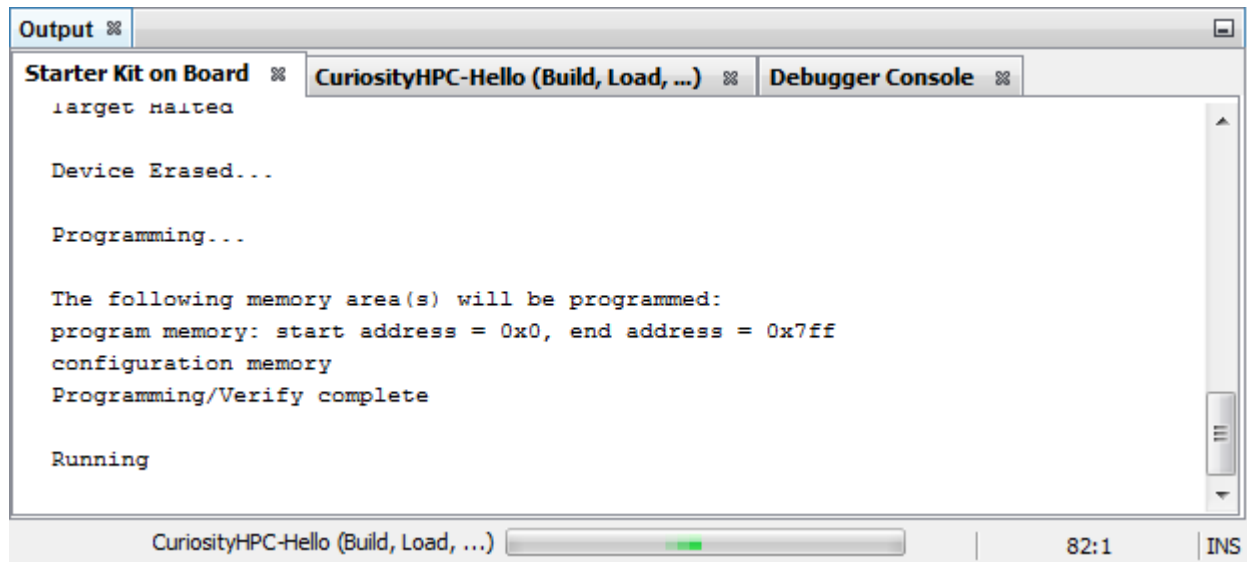 Output
Starter Kit on Board
CuriosityHPC-Hello (Build, Load, ...)
Debugger Console
Target Halted
Device Erased...
Programming...
The following memory area(s) will be programmed:
program memory: start address = 0x0, end address = 0x7ff
configuration memory
Programming/Verify complete
Running
CuriosityHPC-Hello (Build, Load, ...)
82:1
INS